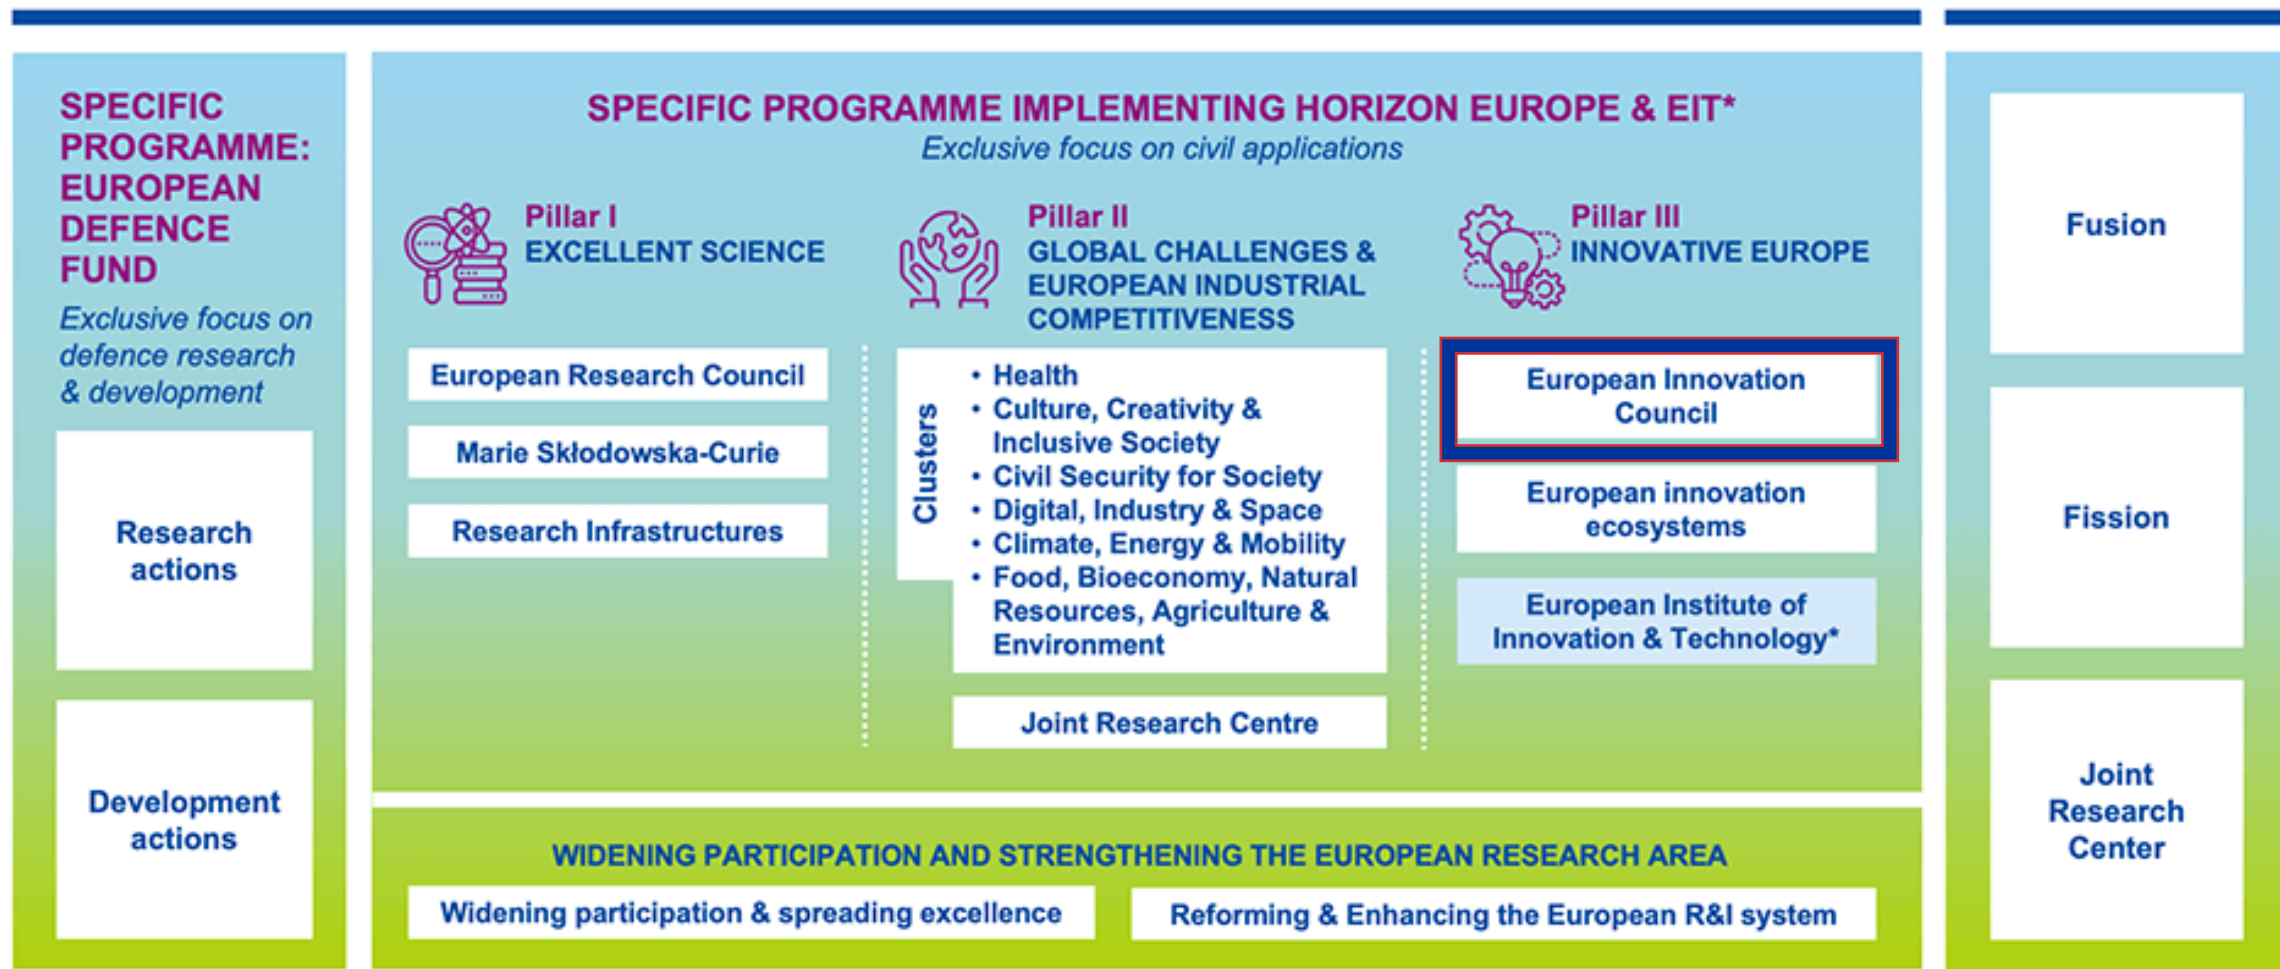 SPECIFIC
PROGRAMME:
EUROPEAN
DEFENCE
FUND
Exclusive focus on
defence research
& development
Research
actions
Development
actions
SPECIFIC PROGRAMME IMPLEMENTING HORIZON EUROPE & EIT*
Exclusive focus on civil applications
Pillar I
EXCELLENT SCIENCE
European Research Council
Marie Skłodowska-Curie
Research Infrastructures
Pillar II
GLOBAL CHALLENGES &
EUROPEAN INDUSTRIAL
COMPETITIVENESS
Clusters
• Health
• Culture, Creativity &
Inclusive Society
• Civil Security for Society
• Digital, Industry & Space
• Climate, Energy & Mobility
• Food, Bioeconomy, Natural
Resources, Agriculture &
Environment
Joint Research Centre
Pillar III
INNOVATIVE EUROPE
European Innovation
Council
European innovation
ecosystems
European Institute of
Innovation & Technology*
WIDENING PARTICIPATION AND STRENGTHENING THE EUROPEAN RESEARCH AREA
Widening participation & spreading excellence
Reforming & Enhancing the European R&I system
Fusion
Fission
Joint
Research
Center